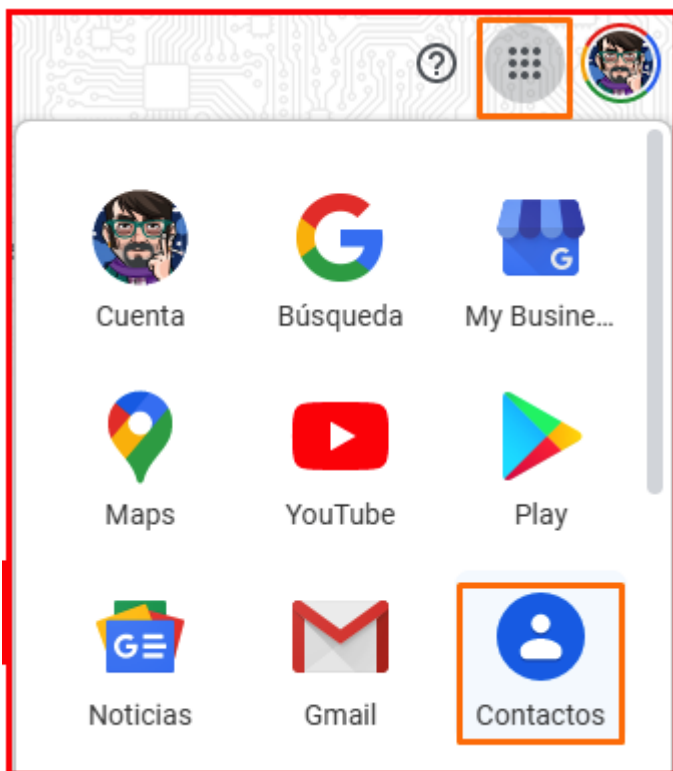 Cuenta
Búsqueda
My Busine...
Maps
YouTube
Play
Noticias
Gmail
Contactos